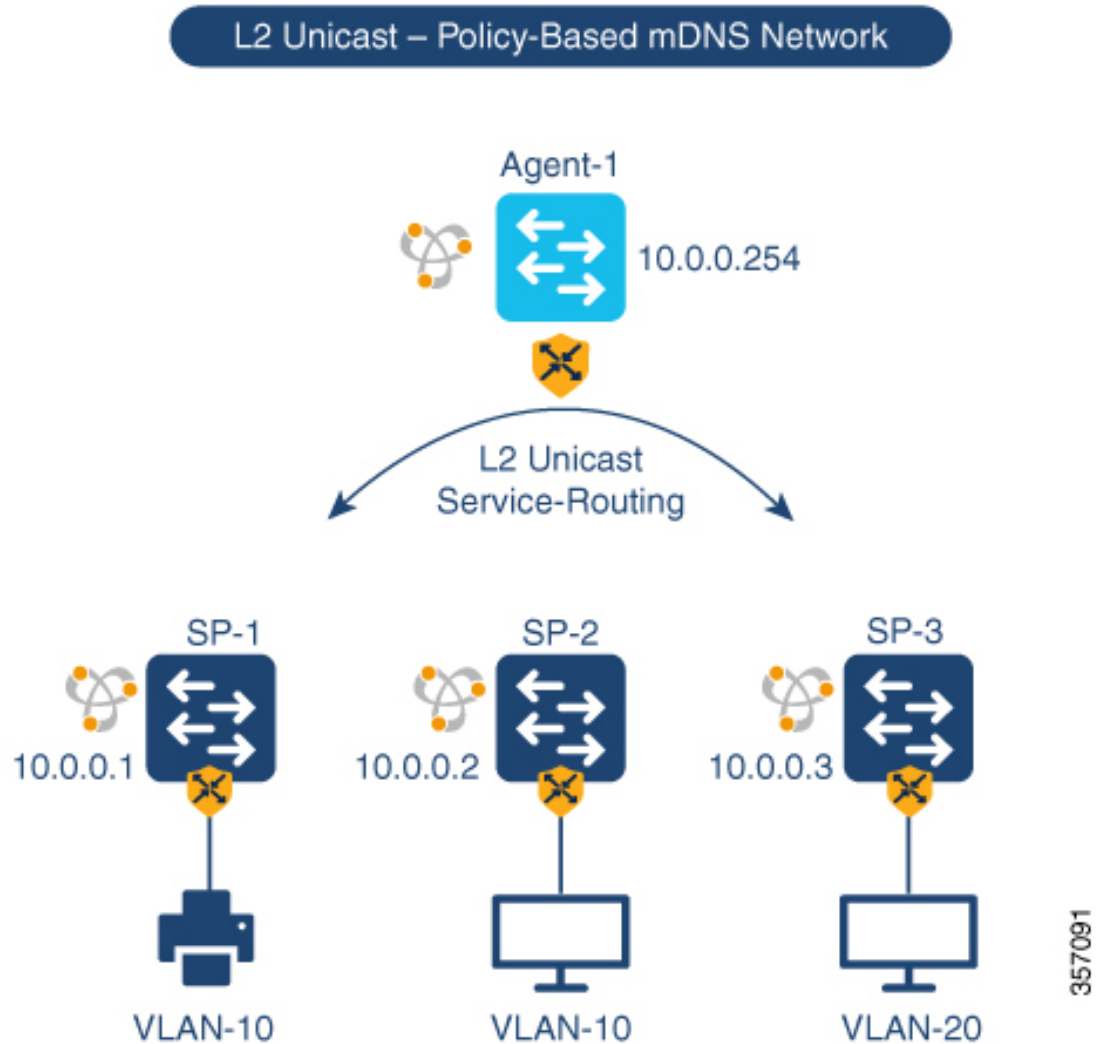 L2 Unicast – Policy-Based mDNS Network
Agent-1
10.0.0.254
L2 Unicast
Service-Routing
SP-1
SP-2
SP-3
10.0.0.1
10.0.0.2
10.0.0.3
VLAN-10
VLAN-10
VLAN-20
357091